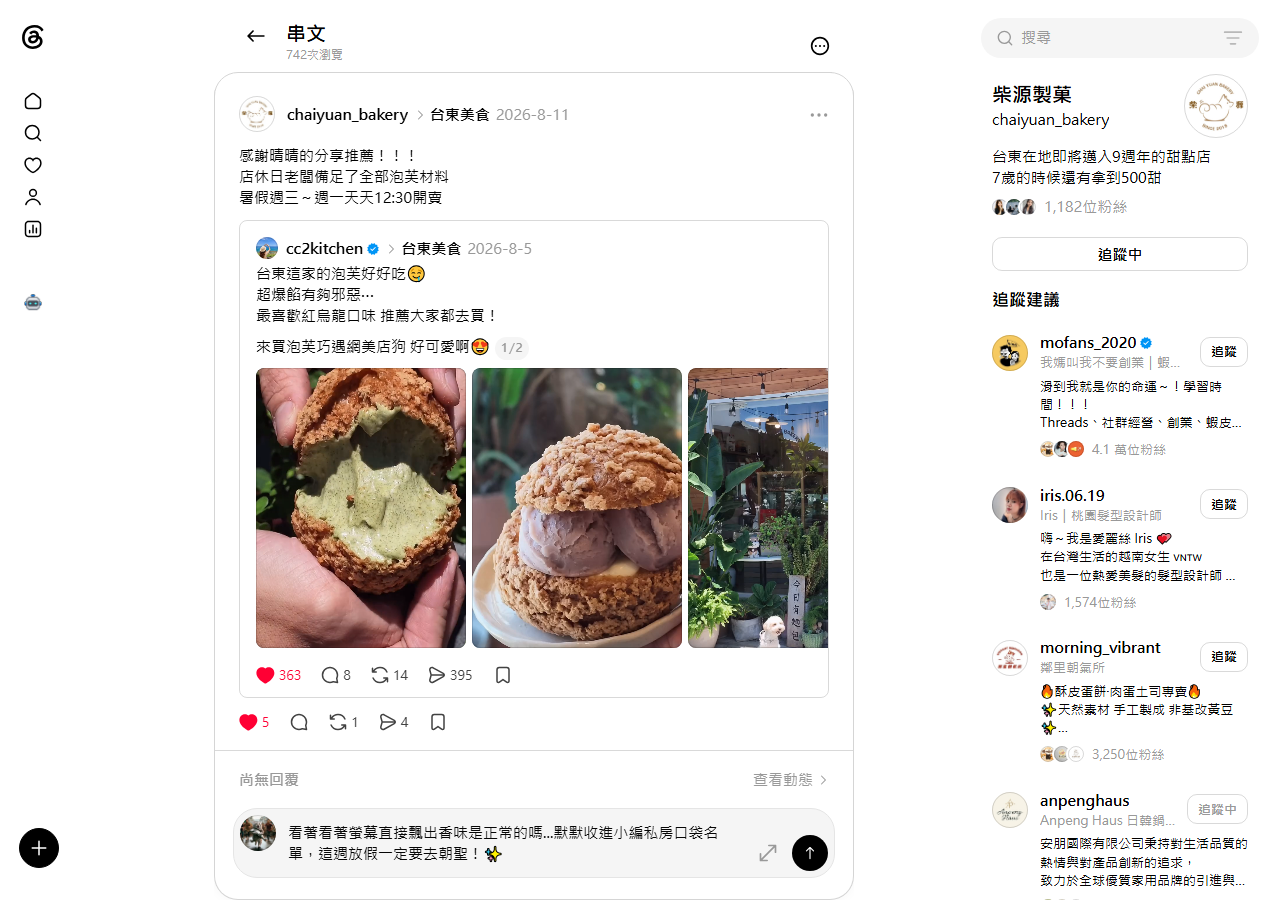 串文
742次瀏覽
搜尋
chaiyuan_bakery > 台東美食 2026-8-11
感謝晴晴的分享推薦！！！
店休日老闆備足了全部泡芙材料
暑假週三～週一天天12:30開賣
cc2kitchen > 台東美食 2026-8-5
台東這家的泡芙好好吃😋
超爆餡有夠邪惡⋯
最喜歡紅烏龍口味 推薦大家都去買！
來買泡芙巧遇網美店狗 好可愛啊😍 1/2
今日有麵包
363 8 14 395
5 1 4
尚無回覆
查看動態 >
看著看著螢幕直接飄出香味是正常的嗎...默默收進小編私房口袋名
單，這週放假一定要去朝聖！✨
柴源製菓
chaiyuan_bakery
台東在地即將邁入9週年的甜點店
7歲的時候還有拿到500甜
1,182位粉絲
追蹤中
追蹤建議
mofans_2020
追蹤
我媽叫我不要創業｜蝦...
滑到我就是你的命運～！學習時
間！！！
Threads、社群經營、創業、蝦皮...
4.1 萬位粉絲
iris.06.19
追蹤
Iris｜桃園髮型設計師
嗨～我是愛麗絲 Iris 💕
在台灣生活的越南女生 ᴠɴᴛᴡ
也是一位熱愛美髮的髮型設計師 ...
1,574位粉絲
morning_vibrant
追蹤
鄰里朝氣所
🔥酥皮蛋餅·肉蛋土司專賣🔥
✨天然素材 手工製成 非基改黃豆
✨...
3,250位粉絲
anpenghaus
追蹤中
Anpeng Haus 日韓鍋...
安朋國際有限公司秉持對生活品質的
熱情與對產品創新的追求，
致力於全球優質家用品牌的引進與...